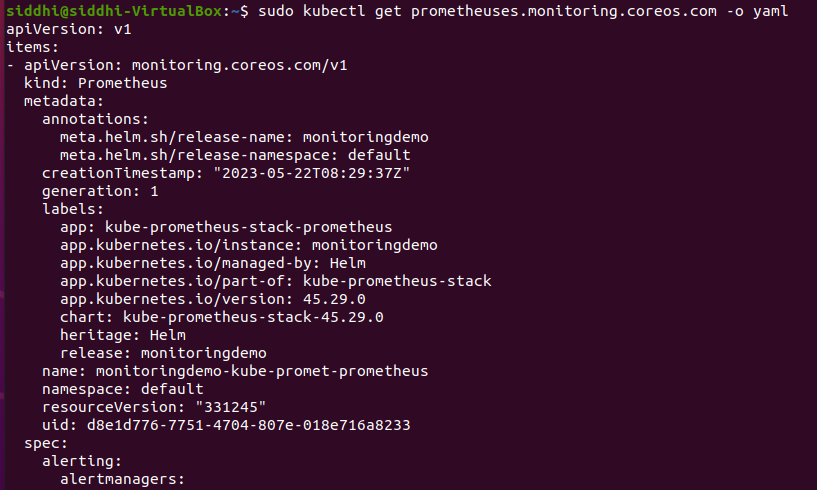 siddhi@siddhi-VirtualBox:~$ sudo kubectl get prometheuses.monitoring.coreos.com -o yaml
apiVersion: v1
items:
- apiVersion: monitoring.coreos.com/v1
  kind: Prometheus
  metadata:
    annotations:
      meta.helm.sh/release-name: monitoringdemo
      meta.helm.sh/release-namespace: default
    creationTimestamp: "2023-05-22T08:29:37Z"
    generation: 1
    labels:
      app: kube-prometheus-stack-prometheus
      app.kubernetes.io/instance: monitoringdemo
      app.kubernetes.io/managed-by: Helm
      app.kubernetes.io/part-of: kube-prometheus-stack
      app.kubernetes.io/version: 45.29.0
      chart: kube-prometheus-stack-45.29.0
      heritage: Helm
      release: monitoringdemo
    name: monitoringdemo-kube-promet-prometheus
    namespace: default
    resourceVersion: "331245"
    uid: d8e1d776-7751-4704-807e-018e716a8233
  spec:
    alerting:
      alertmanagers: